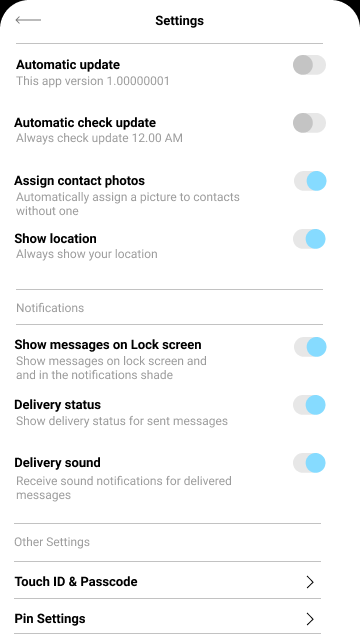 Settings
Automatic update
This app version 1.00000001
Automatic check update
Always check update 12.00 AM
Assign contact photos
Automatically assign a picture to contacts
without one
Show location
Always show your location
Notifications
Show messages on Lock screen
Show messages on lock screen and
and in the notifications shade
Delivery status
Show delivery status for sent messages
Delivery sound
Receive sound notifications for delivered
messages
Other Settings
Touch ID & Passcode
Pin Settings